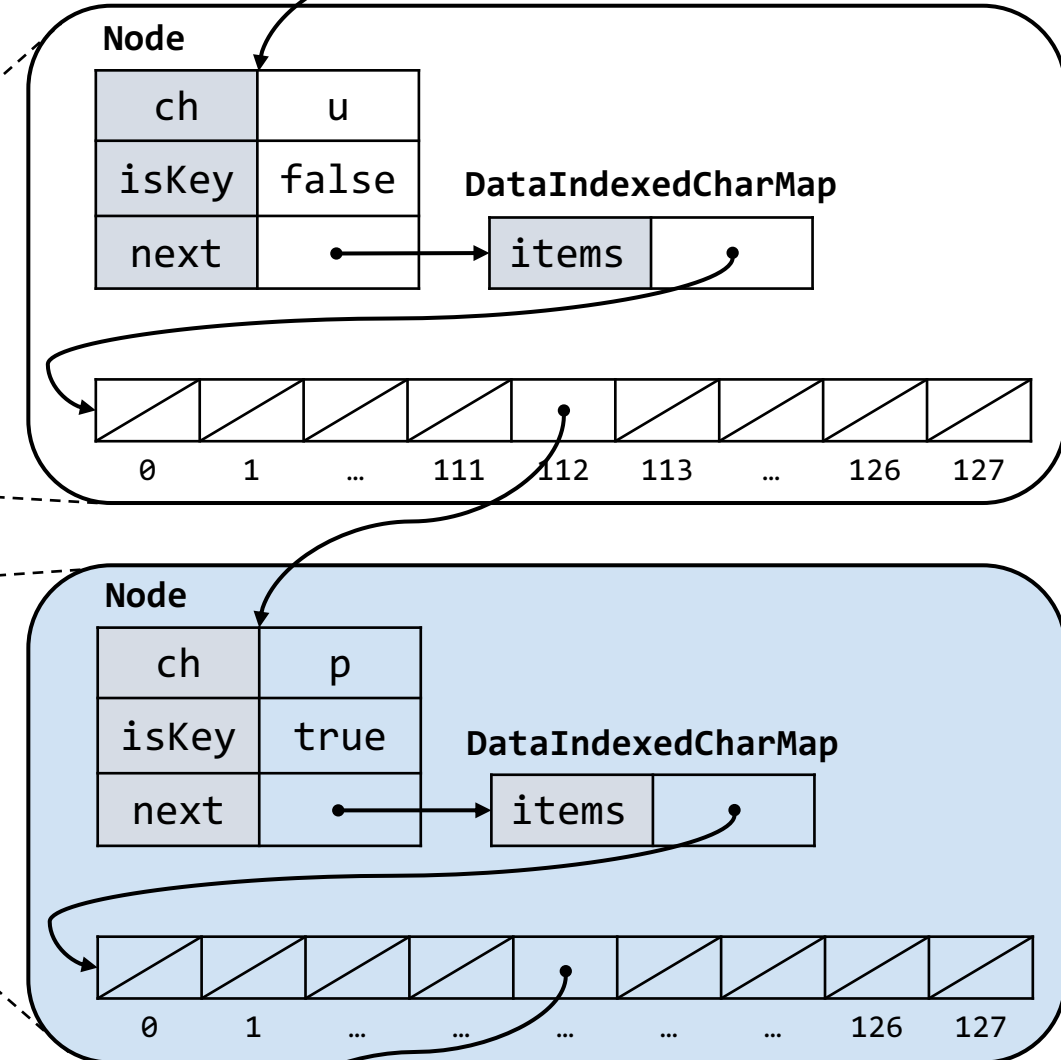 Node
ch u
isKey false
DataIndexedCharMap
next
items
0 1 … 111 112 113 … 126 127
Node
ch p
isKey true
DataIndexedCharMap
next
items
0 1 … … … … … 126 127